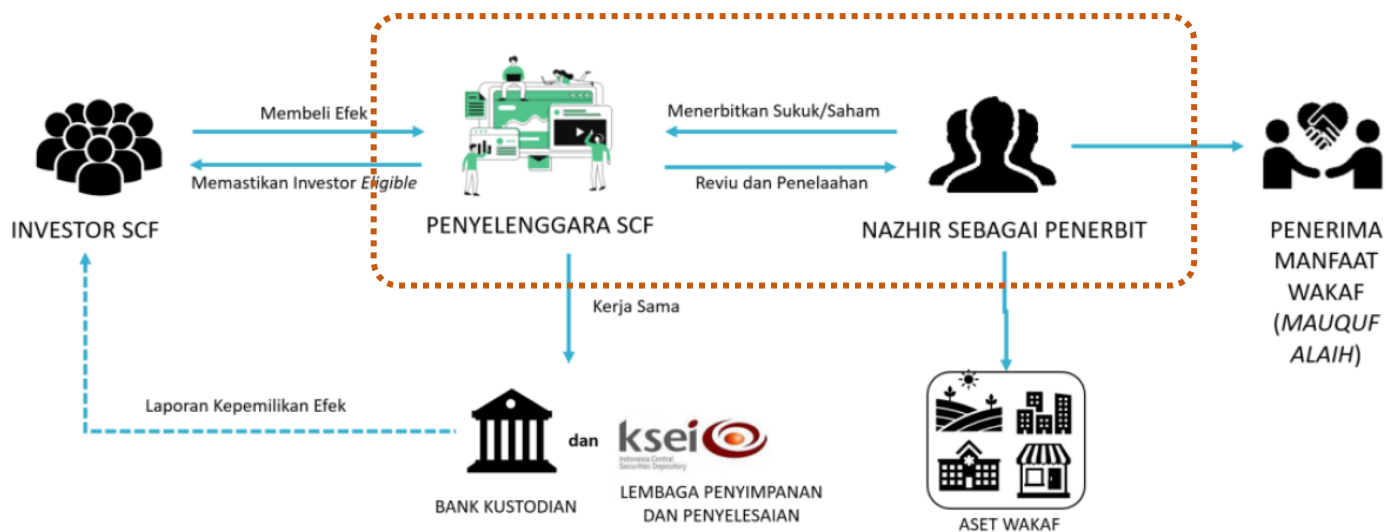 Membeli Efek
Memastikan Investor Eligible
INVESTOR SCF
PENYELENGGARA SCF
Menerbitkan Sukuk/Saham
Reviu dan Penelaahan
NAZHIR SEBAGAI PENERBIT
PENERIMA
MANFAAT
WAKAF
(MAUQUF
ALAIH)
Kerja Sama
Laporan Kepemilikan Efek
BANK KUSTODIAN
dan
ksei
Indonesia Central
Securities Depository
LEMBAGA PENYIMPANAN
DAN PENYELESAIAN
ASET WAKAF